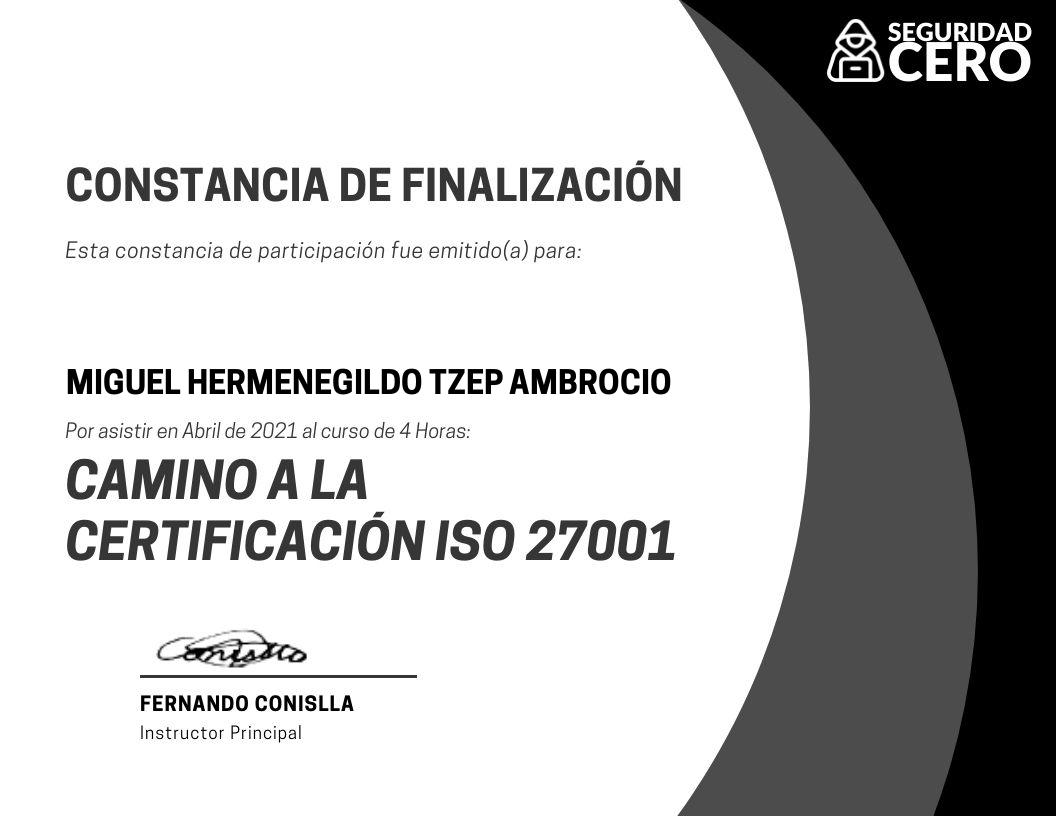 SEGURIDAD
CERO
CONSTANCIA DE FINALIZACIÓN
Esta constancia de participación fue emitido(a) para:
MIGUEL HERMENEGILDO TZEP AMBROCIO
Por asistir en Abril de 2021 al curso de 4 Horas:
CAMINO A LA
CERTIFICACIÓN ISO 27001
Conislla
FERNANDO CONISLLA
Instructor Principal